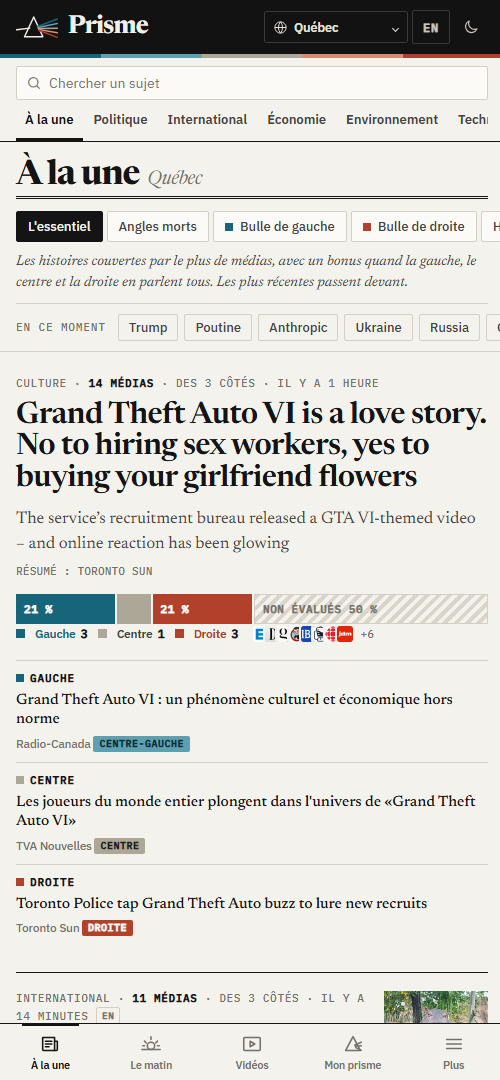 Prisme
Québec
EN
Chercher un sujet
À la une Politique International Économie Environnement Techn
À la une Québec
L'essentiel Angles morts Bulle de gauche Bulle de droite H
Les histoires couvertes par le plus de médias, avec un bonus quand la gauche, le
centre et la droite en parlent tous. Les plus récentes passent devant.
EN CE MOMENT Trump Poutine Anthropic Ukraine Russia
CULTURE · 14 MÉDIAS · DES 3 CÔTÉS · IL Y A 1 HEURE
Grand Theft Auto VI is a love story.
No to hiring sex workers, yes to
buying your girlfriend flowers
The service's recruitment bureau released a GTA VI-themed video
– and online reaction has been glowing
RÉSUMÉ : TORONTO SUN
21 % 21 % NON ÉVALUÉS 50 %
Gauche 3 Centre 1 Droite 3 +6
GAUCHE
Grand Theft Auto VI : un phénomène culturel et économique hors
norme
Radio-Canada CENTRE-GAUCHE
CENTRE
Les joueurs du monde entier plongent dans l'univers de «Grand Theft
Auto VI»
TVA Nouvelles CENTRE
DROITE
Toronto Police tap Grand Theft Auto buzz to lure new recruits
Toronto Sun DROITE
INTERNATIONAL · 11 MÉDIAS · DES 3 CÔTÉS · IL Y A
14 MINUTES EN
À la une Le matin Vidéos Mon prisme Plus